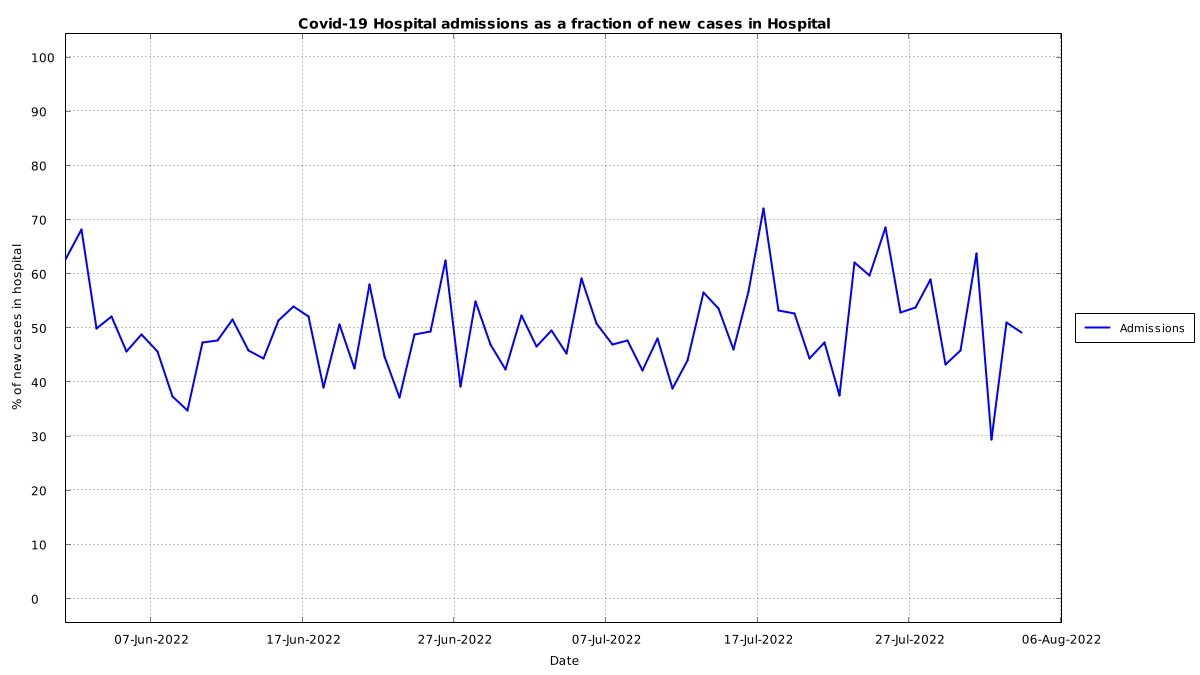 Covid-19 Hospital admissions as a fraction of new cases in Hospital
100
90
80
70
60
50
40
30
20
10
0
% of new cases in hospital
Admissions
07-Jun-2022 17-Jun-2022 27-Jun-2022 07-Jul-2022 17-Jul-2022 27-Jul-2022 06-Aug-2022
Date